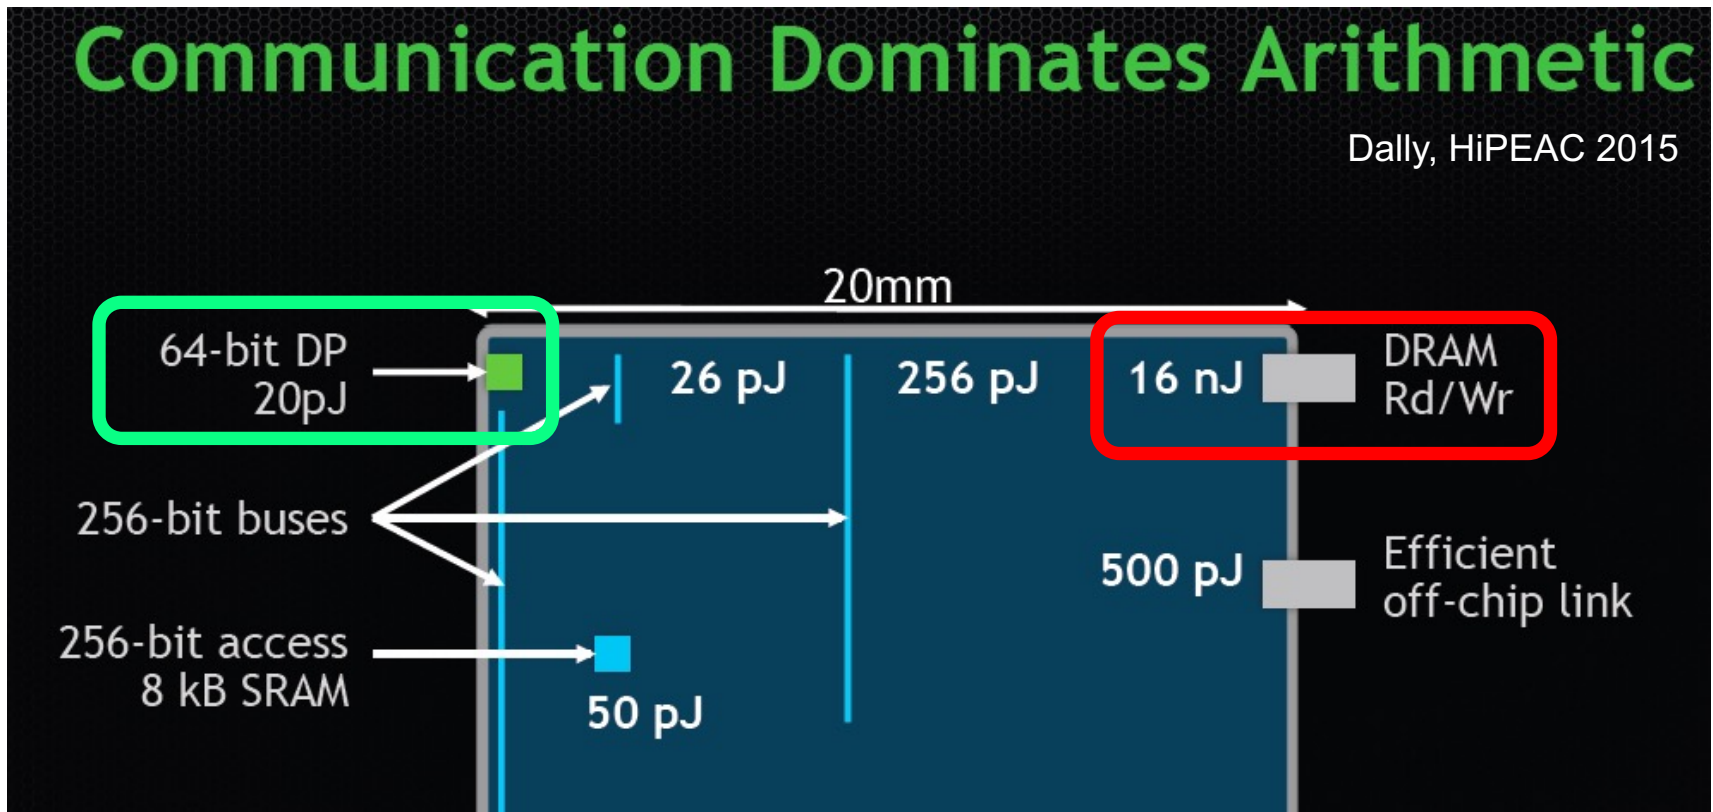 Communication Dominates Arithmetic
Dally, HiPEAC 2015
20mm
64-bit DP
20pJ
26 pJ
256 pJ
16 nJ
DRAM
Rd/Wr
256-bit buses
500 pJ
Efficient
off-chip link
256-bit access
8 kB SRAM
50 pJ